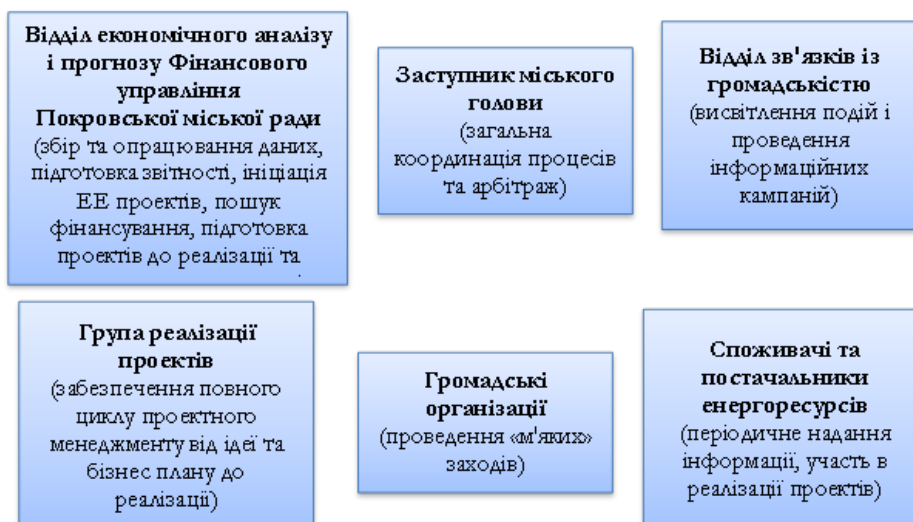 Відділ економічного аналізу
і прогнозу Фінансового
управління
Покровської міської ради
(збір та опрацювання даних,
підготовка звітності, ініціація
ЕЕ проектів, пошук
фінансування, підготовка
проектів до реалізації та
Заступник міського
голови
(загальна
координація процесів
та арбітраж)
Відділ зв'язків із
громадськістю
(висвітлення подій і
проведення
інформаційних
кампаній)
Група реалізації
проектів
(забезпечення повного
циклу проектного
менеджменту від ідеї та
бізнес плану до
реалізації)
Громадські
організації
(проведення «м'яких»
заходів)
Споживачі та
постачальники
енергоресурсів
(періодичне надання
інформації, участь в
реалізації проектів)